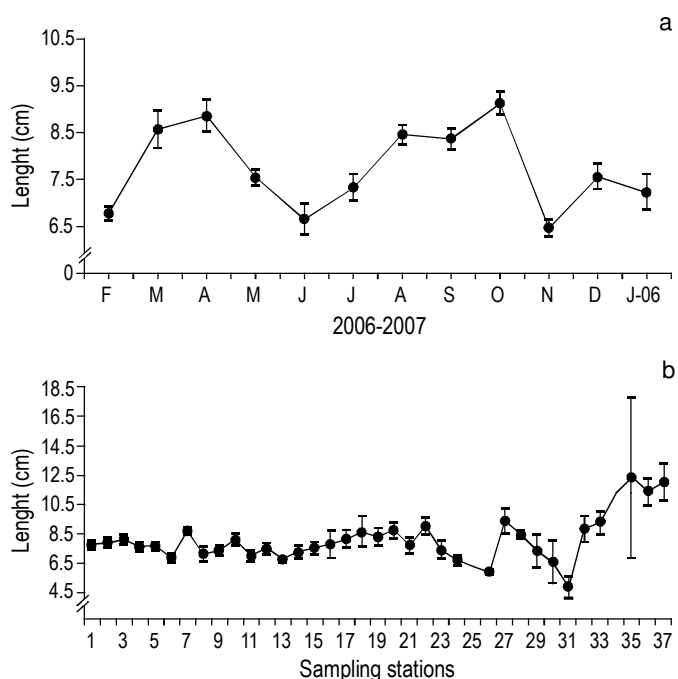 a
10.5
9.5
8.5
7.5
6.5
0
Lenght (cm)
F M A M J J A S O N D J-06
2006-2007
b
18.5
16.5
14.5
12.5
10.5
8.5
6.5
4.5
Lenght (cm)
1 3 5 7 9 11 13 15 17 19 21 23 25 27 29 31 33 35 37
Sampling stations